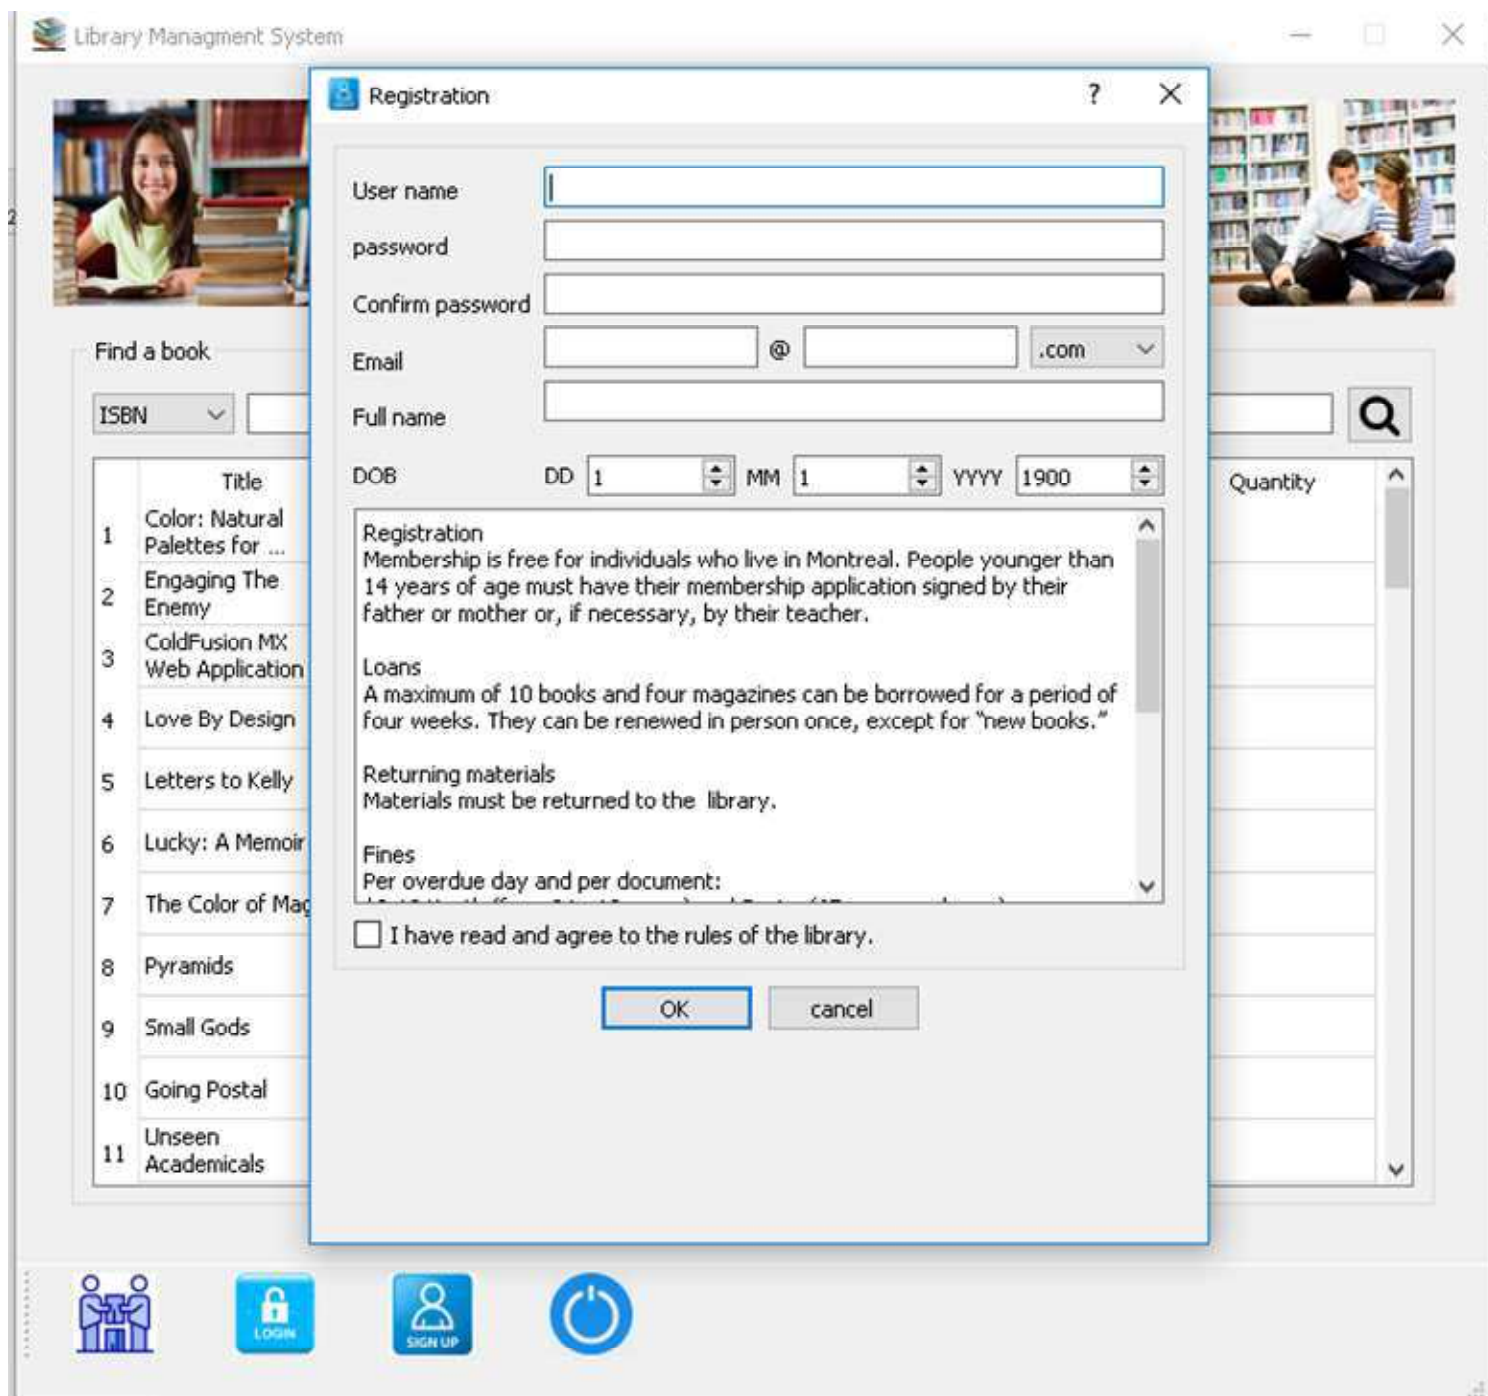 Library Managment System
Registration
?
User name
password
Confirm password
Email
@
.com
Full name
DOB
DD 1
MM 1
YYYY 1900
Registration
Membership is free for individuals who live in Montreal. People younger than
14 years of age must have their membership application signed by their
father or mother or, if necessary, by their teacher.
Loans
A maximum of 10 books and four magazines can be borrowed for a period of
four weeks. They can be renewed in person once, except for “new books.”
Returning materials
Materials must be returned to the library.
Fines
Per overdue day and per document:
I have read and agree to the rules of the library.
OK
cancel
Find a book
ISBN
Title
Quantity
1 Color: Natural
Palettes for ...
2 Engaging The
Enemy
3 ColdFusion MX
Web Application
4 Love By Design
5 Letters to Kelly
6 Lucky: A Memoir
7 The Color of Mag
8 Pyramids
9 Small Gods
10 Going Postal
11 Unseen
Academicals
LOGIN
SIGN UP